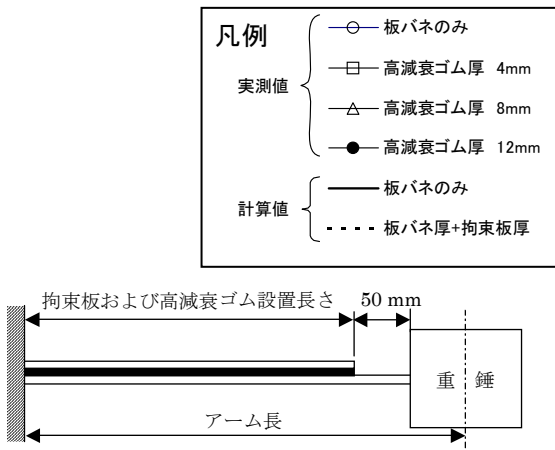 凡例
実測値
板バネのみ
高減衰ゴム厚 4mm
高減衰ゴム厚 8mm
高減衰ゴム厚 12mm
計算値
板バネのみ
板バネ厚+拘束板厚
拘束板および高減衰ゴム設置長さ
50 mm
重 錘
アーム長